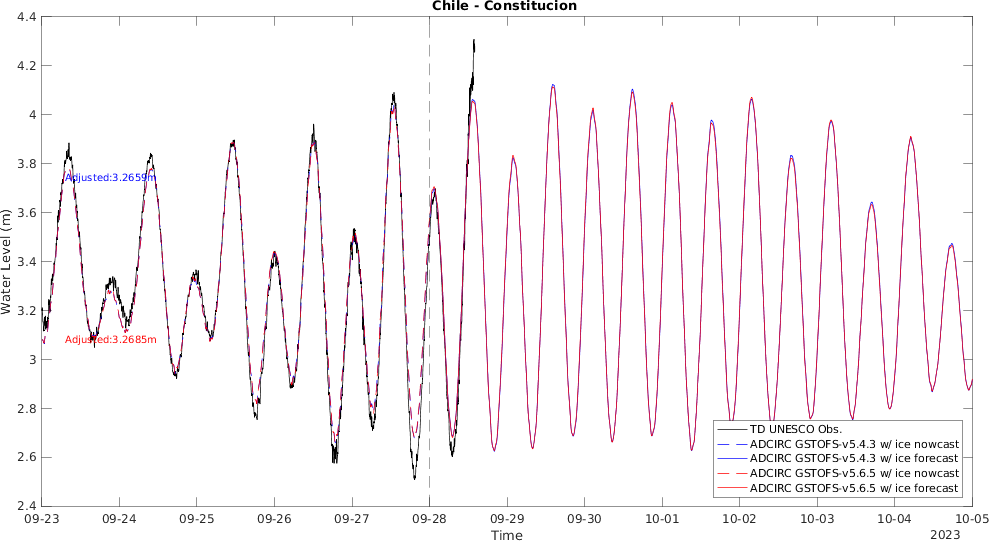 Chile - Constitucion
4.4
4.2
4
3.8
3.6
3.4
3.2
3
2.8
2.6
2.4
Water Level (m)
Adjusted:3.2659m
Adjusted:3.2685m
TD UNESCO Obs.
ADCIRC GSTOFS-v5.4.3 w/ ice nowcast
ADCIRC GSTOFS-v5.4.3 w/ ice forecast
ADCIRC GSTOFS-v5.6.5 w/ ice nowcast
ADCIRC GSTOFS-v5.6.5 w/ ice forecast
09-23 09-24 09-25 09-26 09-27 09-28 09-29 09-30 10-01 10-02 10-03 10-04 10-05
Time
2023